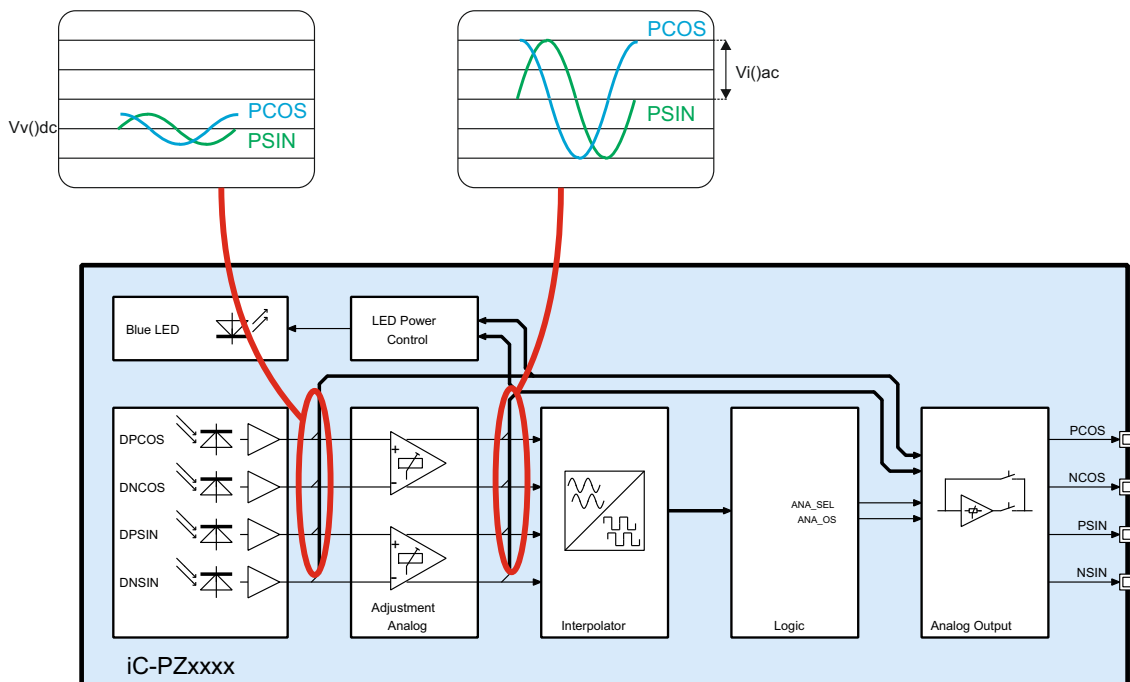 PCOS
Vv()dc
PSIN
PCOS
Vi()ac
PSIN
Blue LED
LED Power
Control
DPCOS
DNCOS
DPSIN
DNSIN
+
-
+
-
Adjustment
Analog
Interpolator
ANA_SEL
ANA_OS
Logic
Analog Output
PCOS
NCOS
PSIN
NSIN
iC-PZxxxx